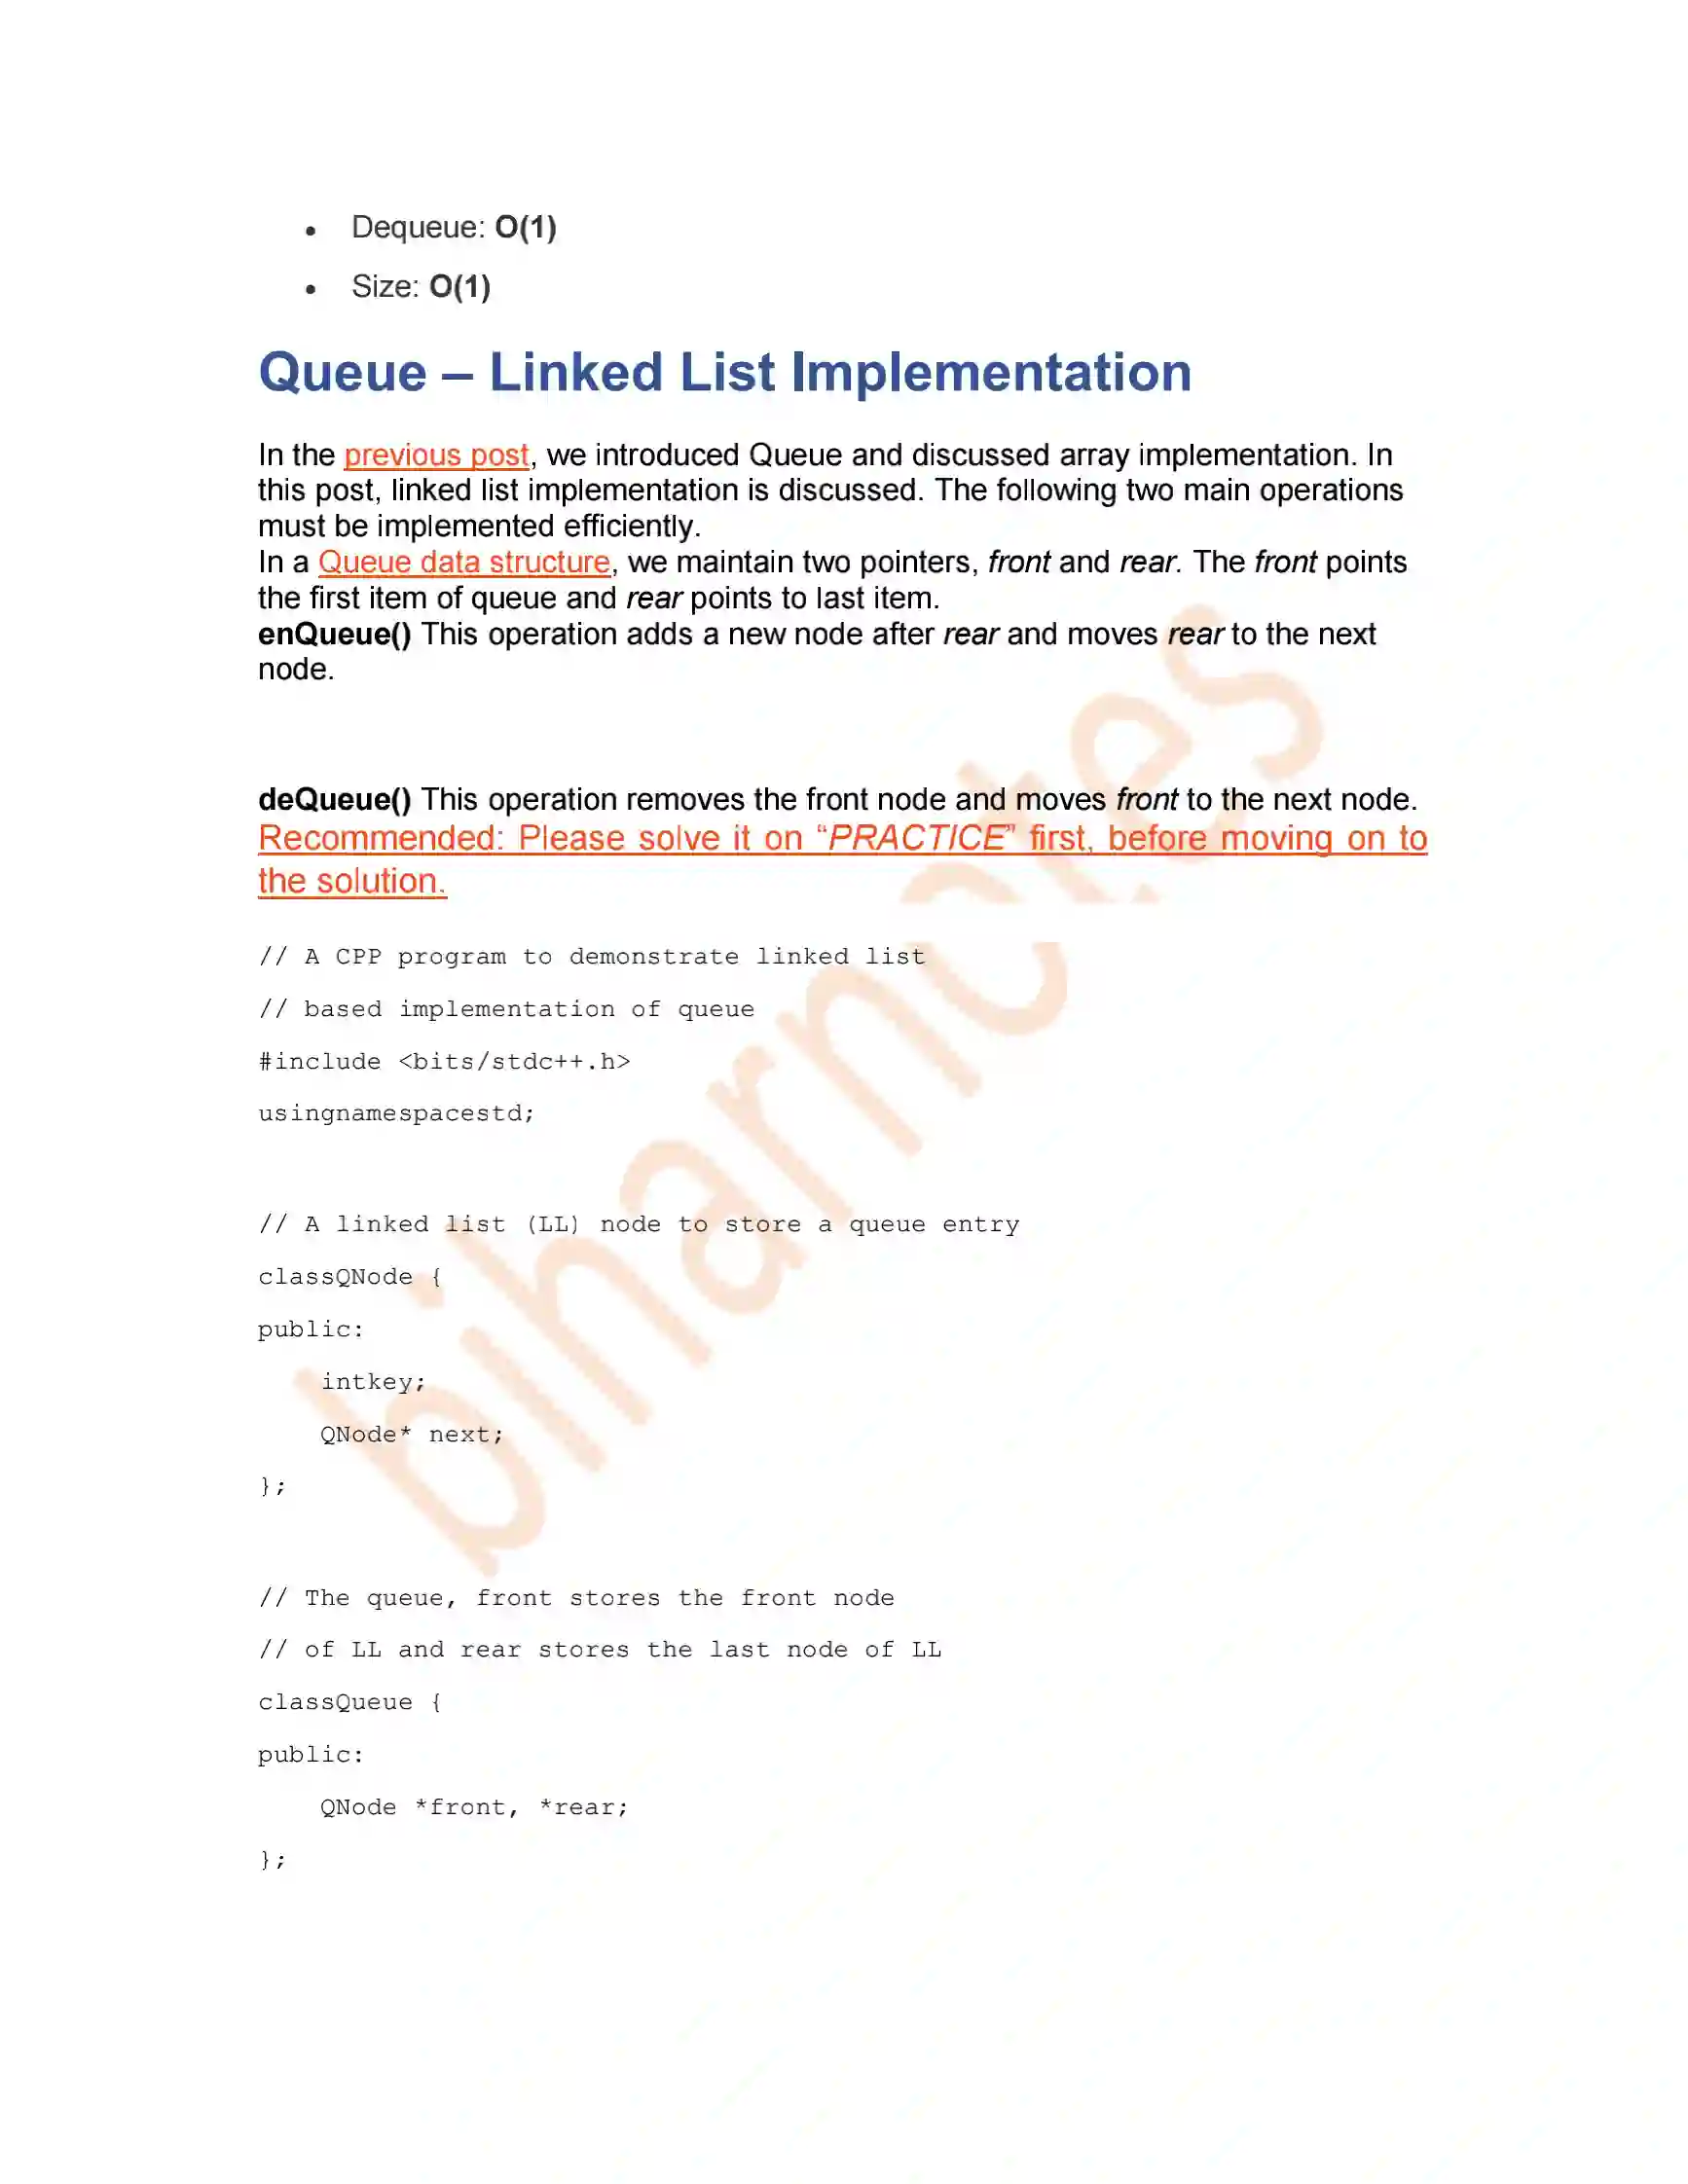 • Dequeue: O(1)
• Size: O(1)
Queue – Linked List Implementation
In the previous post, we introduced Queue and discussed array implementation. In
this post, linked list implementation is discussed. The following two main operations
must be implemented efficiently.
In a Queue data structure, we maintain two pointers, front and rear. The front points
the first item of queue and rear points to last item.
enQueue() This operation adds a new node after rear and moves rear to the next
node.
deQueue() This operation removes the front node and moves front to the next node.
Recommended: Please solve it on “PRACTICE” first, before moving on to
the solution.
// A CPP program to demonstrate linked list
// based implementation of queue
#include <bits/stdc++.h>
usingnamespacestd;
// A linked list (LL) node to store a queue entry
classQNode {
public:
    intkey;
    QNode* next;
};
// The queue, front stores the front node
// of LL and rear stores the last node of LL
classQueue {
public:
    QNode *front, *rear;
};
biharnotes